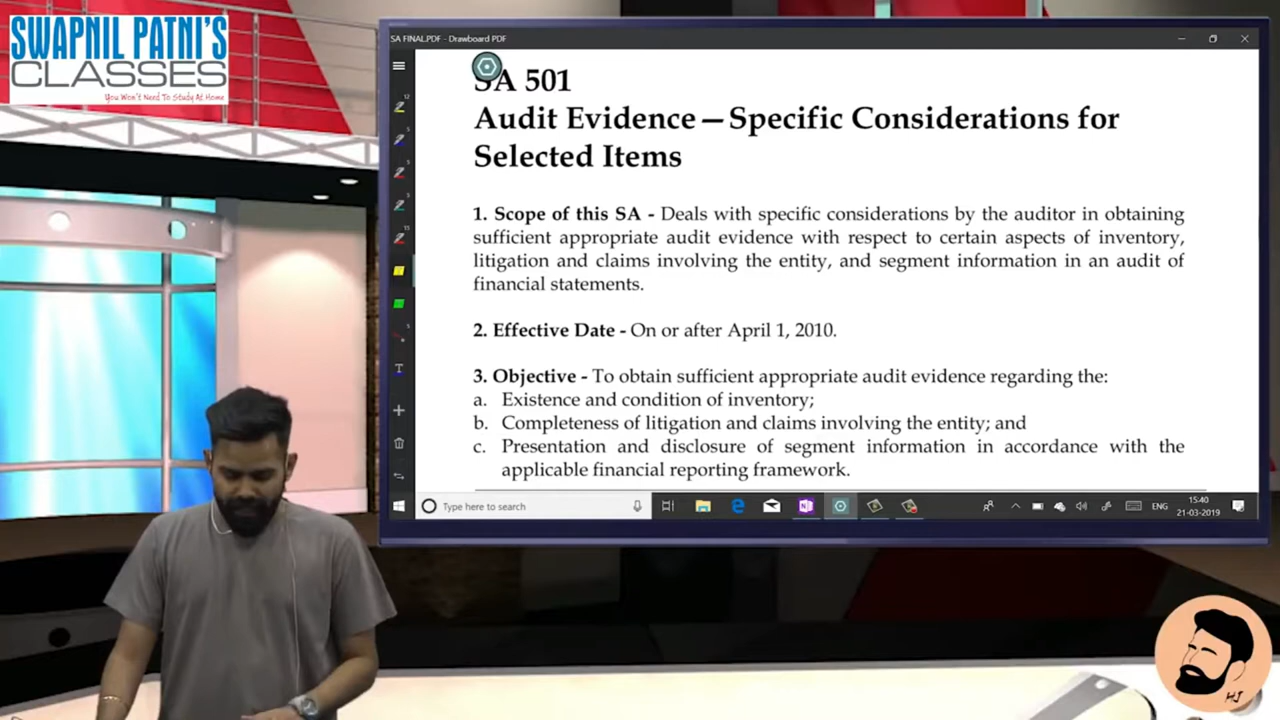 SWAPNIL PATNI'S
CLASSES
You Won't Need To Study At Home
SA FINAL.PDF - Drawboard PDF
SA 501
Audit Evidence—Specific Considerations for
Selected Items
1. Scope of this SA - Deals with specific considerations by the auditor in obtaining
sufficient appropriate audit evidence with respect to certain aspects of inventory,
litigation and claims involving the entity, and segment information in an audit of
financial statements.
2. Effective Date - On or after April 1, 2010.
3. Objective - To obtain sufficient appropriate audit evidence regarding the:
a. Existence and condition of inventory;
b. Completeness of litigation and claims involving the entity; and
c. Presentation and disclosure of segment information in accordance with the
applicable financial reporting framework.
Type here to search
ENG
15:40
21-03-2019
HJ